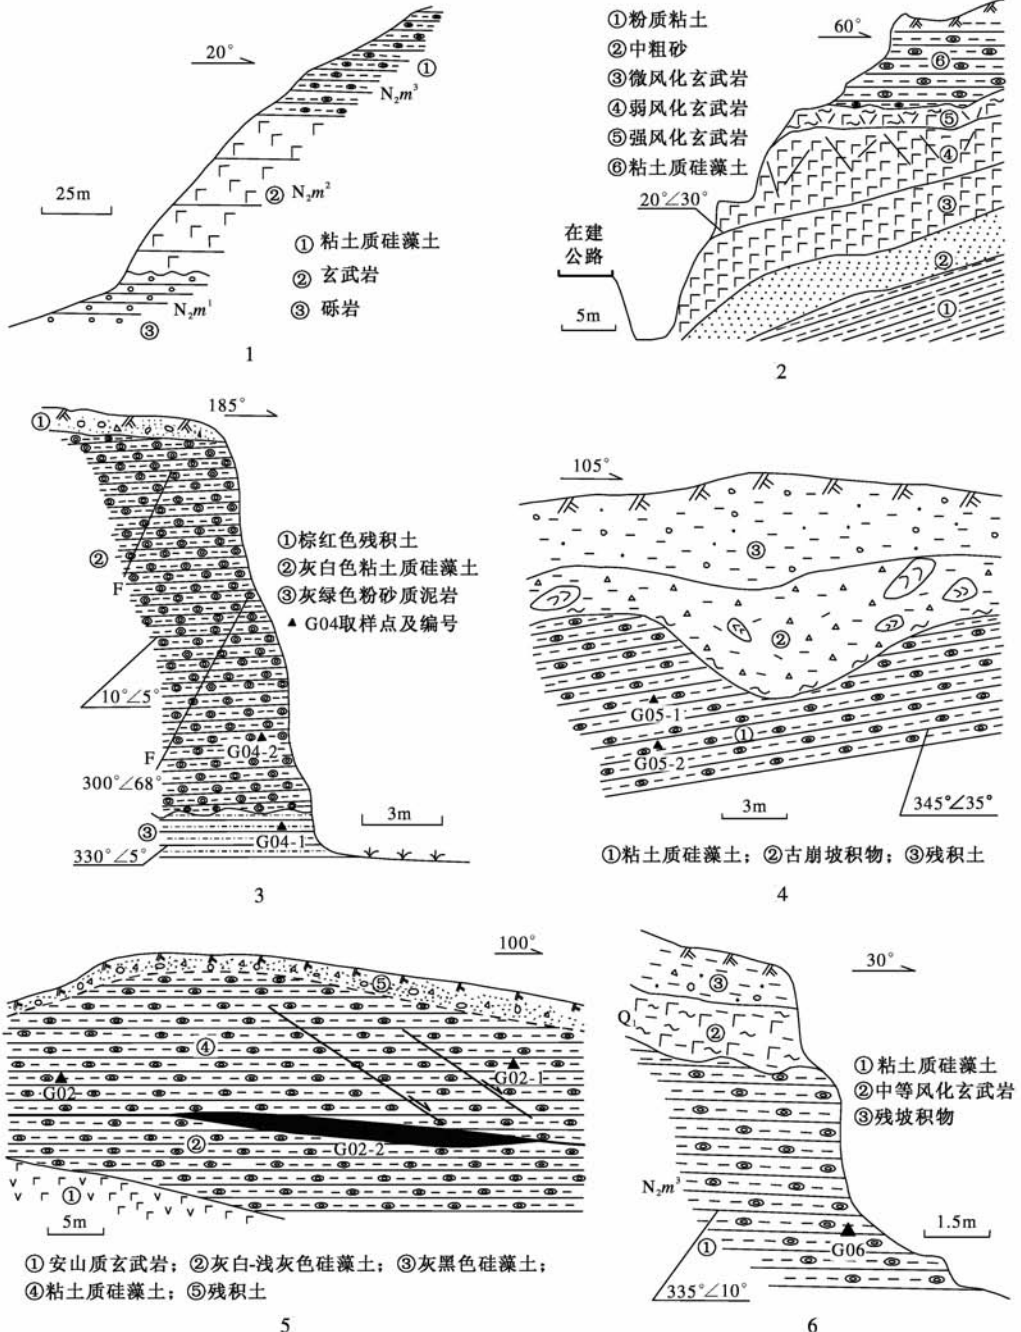 20°
①
N₂m³
25m
② N₂m²
① 粘土质硅藻土
② 玄武岩
③ 砾岩
N₂m¹
③
1
①粉质粘土
②中粗砂
③微风化玄武岩
④弱风化玄武岩
⑤强风化玄武岩
⑥粘土质硅藻土
60°
⑥
⑤
④
20°∠30°
③
在建
公路
②
5m
①
2
185°
①
①棕红色残积土
②灰白色粘土质硅藻土
③灰绿色粉砂质泥岩
▲ G04取样点及编号
②
F
10°∠5°
G04-2
F
300°∠68°
3m
③
G04-1
330°∠5°
3
105°
③
②
G05-1
①
G05-2
3m
345°∠35°
①粘土质硅藻土；②古崩坡积物；③残积土
4
100°
⑤
④
G02
G02-1
②
G02-2
①
5m
①安山质玄武岩；②灰白-浅灰色硅藻土；③灰黑色硅藻土；
④粘土质硅藻土；⑤残积土
5
30°
③
Q
②
①粘土质硅藻土
②中等风化玄武岩
③残坡积物
N₂m³
1.5m
①
G06
335°∠10°
6